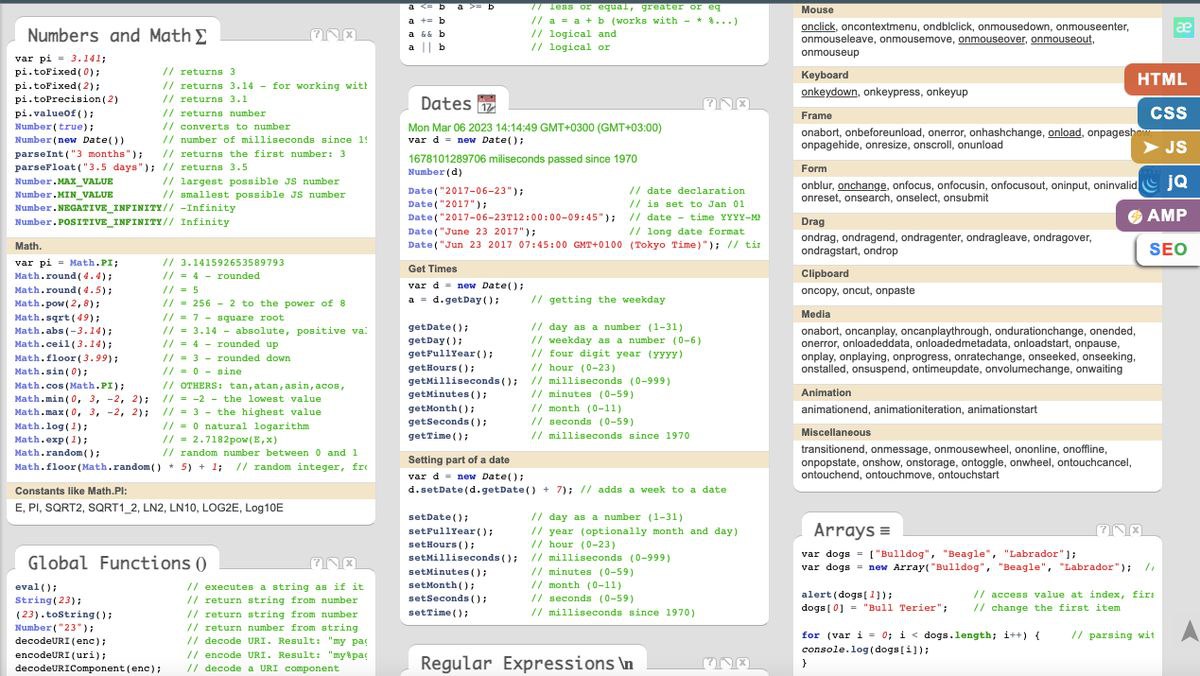 Numbers and Math Σ
var pi = 3.141;
pi.toFixed(0); // returns 3
pi.toFixed(2); // returns 3.14 - for working with
pi.toPrecision(2) // returns 3.1
pi.valueOf(); // returns number
Number(true); // converts to number
Number(new Date()) // number of milliseconds since
parseInt("3 months"); // returns the first number: 3
parseFloat("3.5 days"); // returns 3.5
Number.MAX_VALUE // largest possible JS number
Number.MIN_VALUE // smallest possible JS number
Number.NEGATIVE_INFINITY// -Infinity
Number.POSITIVE_INFINITY// Infinity
Math.
var pi = Math.PI; // 3.141592653589793
Math.round(4.4); // = 4 - rounded
Math.round(4.5); // = 5
Math.pow(2,8); // = 256 - 2 to the power of 8
Math.sqrt(49); // = 7 - square root
Math.abs(-3.14); // = 3.14 - absolute, positive val
Math.ceil(3.14); // = 4 - rounded up
Math.floor(3.99); // = 3 - rounded down
Math.sin(0); // = 0 - sine
Math.cos(Math.PI); // OTHERS: tan,atan,asin,acos,
Math.min(0, 3, -2, 2); // = -2 - the lowest value
Math.max(0, 3, -2, 2); // = 3 - the highest value
Math.log(1); // = 0 natural logarithm
Math.exp(1); // = 2.7182pow(E,x)
Math.random(); // random number between 0 and 1
Math.floor(Math.random() * 5) + 1; // random integer, fro
Constants like Math.PI:
E, PI, SQRT2, SQRT1_2, LN2, LN10, LOG2E, Log10E
Global Functions ()
eval(); // executes a string as if it
String(23); // return string from number
(23).toString(); // return string from number
Number("23"); // return number from string
decodeURI(enc); // decode URI. Result: "my pag
encodeURI(uri); // encode URI. Result: "my%pag
decodeURIComponent(enc); // decode a URI component
a <= b a >= b // less or equal, greater or eq
a += b // a = a + b (works with - * %...)
a && b // logical and
a || b // logical or
Dates
Mon Mar 06 2023 14:14:49 GMT+0300 (GMT+03:00)
var d = new Date();
1678101289706 miliseconds passed since 1970
Number(d)
Date("2017-06-23"); // date declaration
Date("2017"); // is set to Jan 01
Date("2017-06-23T12:00:00-09:45"); // date - time YYYY-MM
Date("June 23 2017"); // long date format
Date("Jun 23 2017 07:45:00 GMT+0100 (Tokyo Time)"); // tim
Get Times
var d = new Date();
a = d.getDay(); // getting the weekday
getDate(); // day as a number (1-31)
getDay(); // weekday as a number (0-6)
getFullYear(); // four digit year (yyyy)
getHours(); // hour (0-23)
getMilliseconds(); // milliseconds (0-999)
getMinutes(); // minutes (0-59)
getMonth(); // month (0-11)
getSeconds(); // seconds (0-59)
getTime(); // milliseconds since 1970
Setting part of a date
var d = new Date();
d.setDate(d.getDate() + 7); // adds a week to a date
setDate(); // day as a number (1-31)
setFullYear(); // year (optionally month and day)
setHours(); // hour (0-23)
setMilliseconds(); // milliseconds (0-999)
setMinutes(); // minutes (0-59)
setMonth(); // month (0-11)
setSeconds(); // seconds (0-59)
setTime(); // milliseconds since 1970)
Regular Expressions \n
Mouse
onclick, oncontextmenu, ondblclick, onmousedown, onmouseenter,
onmouseleave, onmousemove, onmouseover, onmouseout,
onmouseup
Keyboard
onkeydown, onkeypress, onkeyup
Frame
onabort, onbeforeunload, onerror, onhashchange, onload, onpageshow,
onpagehide, onresize, onscroll, onunload
Form
onblur, onchange, onfocus, onfocusin, onfocusout, oninput, oninvalid,
onreset, onsearch, onselect, onsubmit
Drag
ondrag, ondragend, ondragenter, ondragleave, ondragover,
ondragstart, ondrop
Clipboard
oncopy, oncut, onpaste
Media
onabort, oncanplay, oncanplaythrough, ondurationchange, onended,
onerror, onloadeddata, onloadedmetadata, onloadstart, onpause,
onplay, onplaying, onprogress, onratechange, onseeked, onseeking,
onstalled, onsuspend, ontimeupdate, onvolumechange, onwaiting
Animation
animationend, animationiteration, animationstart
Miscellaneous
transitionend, onmessage, onmousewheel, ononline, onoffline,
onpopstate, onshow, onstorage, ontoggle, onwheel, ontouchcancel,
ontouchend, ontouchmove, ontouchstart
Arrays ≡
var dogs = ["Bulldog", "Beagle", "Labrador"];
var dogs = new Array("Bulldog", "Beagle", "Labrador"); //
alert(dogs[1]); // access value at index, firs
dogs[0] = "Bull Terier"; // change the first item
for (var i = 0; i < dogs.length; i++) { // parsing wit
console.log(dogs[i]);
}
æ
HTML
CSS
JS
jQ
AMP
SEO